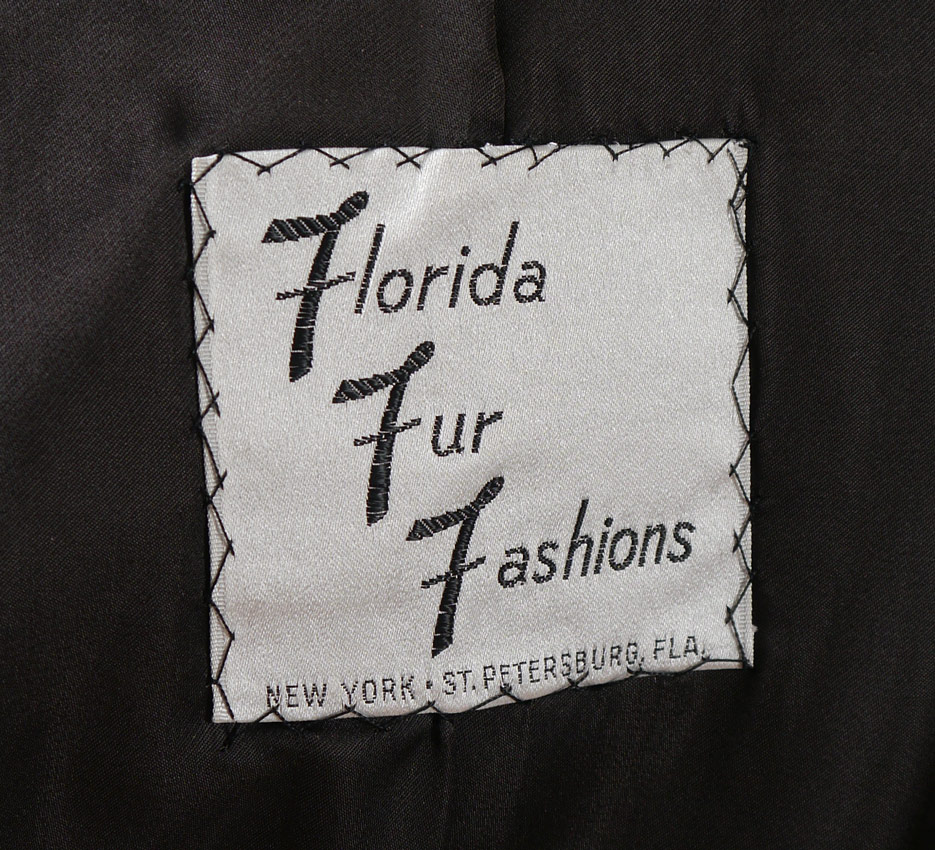 Florida
Fur
Fashions
NEW YORK • ST. PETERSBURG, FLA.